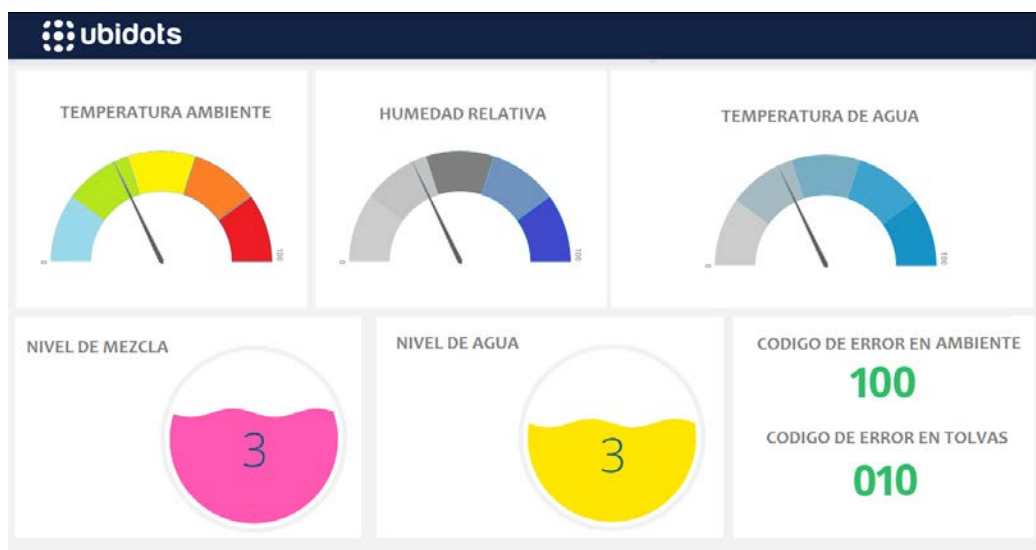 ubidots
TEMPERATURA AMBIENTE
0
100
HUMEDAD RELATIVA
0
100
TEMPERATURA DE AGUA
0
100
NIVEL DE MEZCLA
3
NIVEL DE AGUA
3
CODIGO DE ERROR EN AMBIENTE
100
CODIGO DE ERROR EN TOLVAS
010